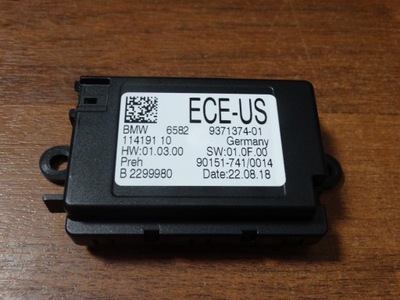 ECE-US
BMW 6582 9371374-01
114191 10 Germany
HW:01.03.00 SW:01.0F.00
Preh 90151-741/0014
B 2299980 Date:22.08.18